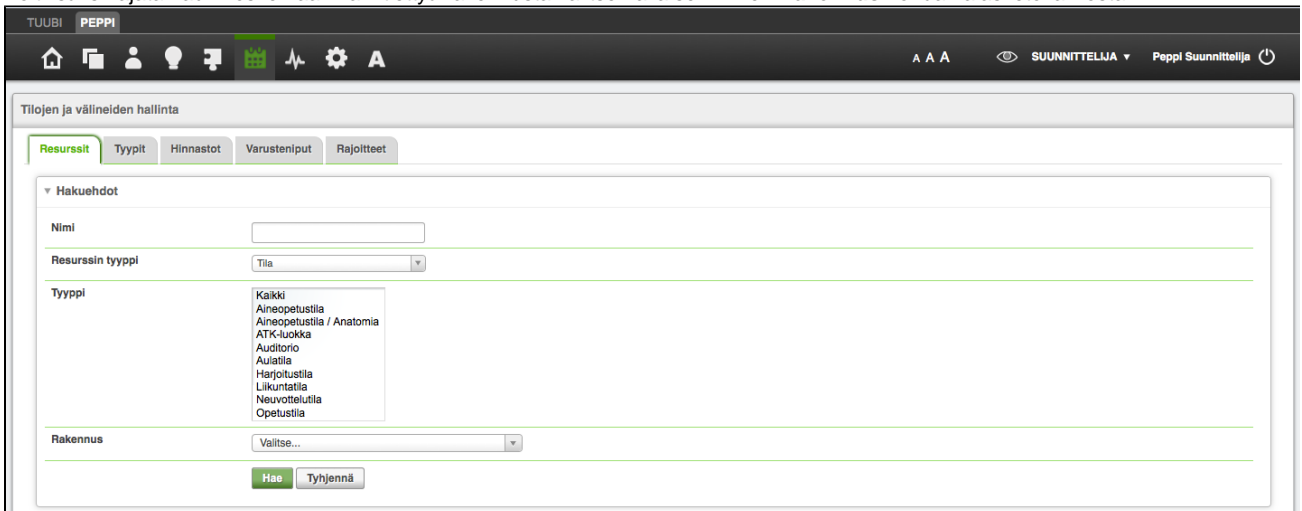 TUUBI PEPPI
A A A A SUUNNITTELIJA Peppi Suunnittelija
Tilojen ja välineiden hallinta
Resurssit Tyypit Hinnastot Varusteniput Rajoitteet
Hakuehdot
Nimi
Resurssin tyyppi Tila
Tyyppi Kaikki
Aineopetustila
Aineopetustila / Anatomia
ATK-luokka
Auditorio
Aulatila
Harjoitustila
Liikuntatila
Neuvottelutila
Opetustila
Rakennus Valitse...
Hae Tyhjennä